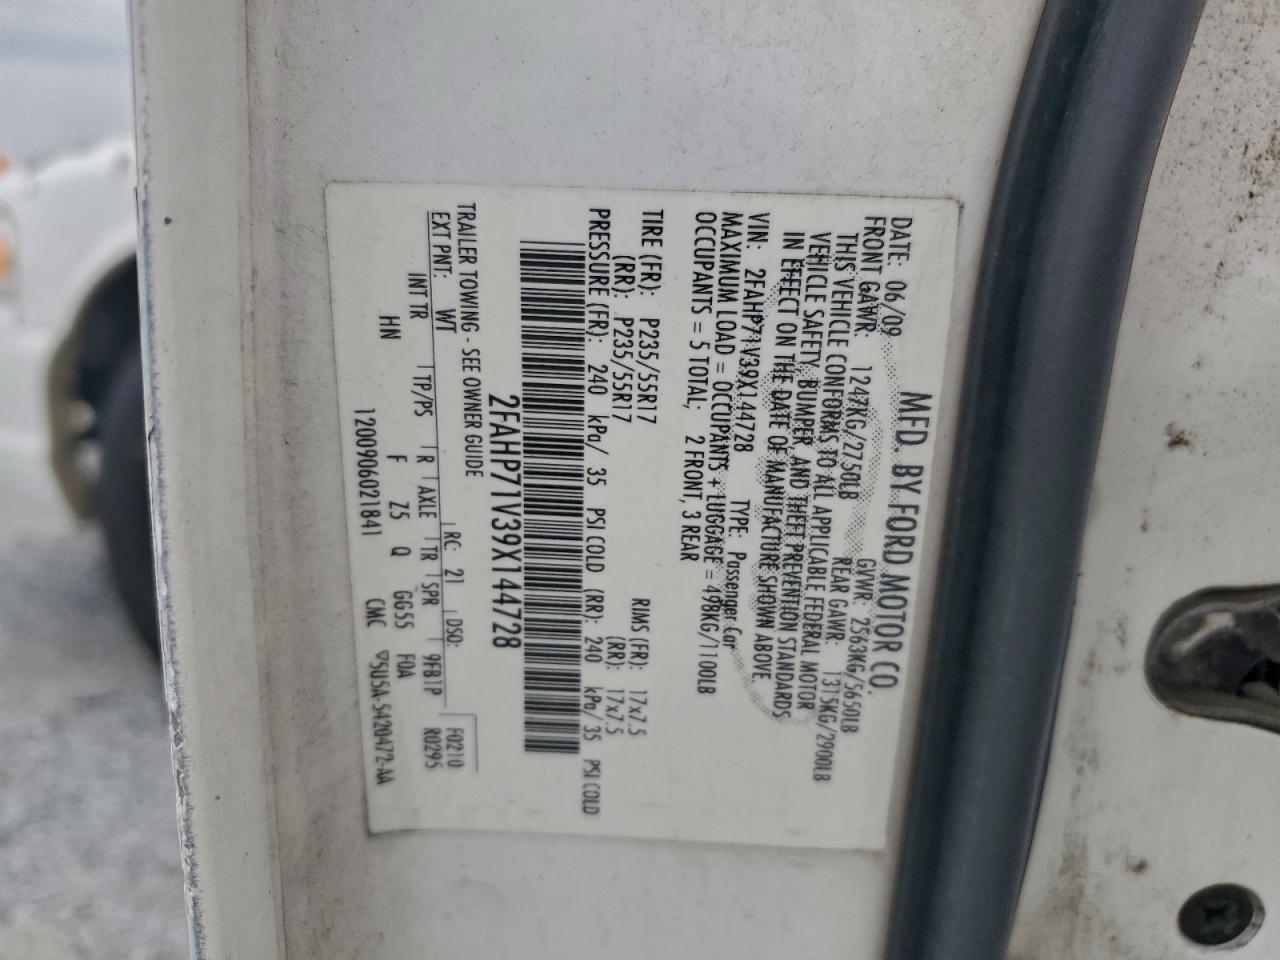 MFD. BY FORD MOTOR CO.
DATE: 06/09 GVWR: 2563KG/5650LB
FRONT GAWR: 1247KG/2750LB REAR GAWR: 1315KG/2900LB
THIS VEHICLE CONFORMS TO ALL APPLICABLE FEDERAL MOTOR
VEHICLE SAFETY, BUMPER, AND THEFT PREVENTION STANDARDS
IN EFFECT ON THE DATE OF MANUFACTURE SHOWN ABOVE
VIN: 2FAHP71V39X144728 TYPE: Passenger Car
MAXIMUM LOAD = OCCUPANTS + LUGGAGE = 498KG/1100LB
OCCUPANTS = 5 TOTAL; 2 FRONT, 3 REAR
TIRE (FR): P235/55R17 RIMS (FR): 17x7.5
(RR): P235/55R17 (RR): 17x7.5
PRESSURE (FR): 240 kPa/ 35 PSI COLD (RR): 240 kPa/ 35 PSI COLD
2FAHP71V39X144728
TRAILER TOWING - SEE OWNER GUIDE
EXT PNT: WT RC: 21 DSO: F0210
R0295
INT TR TP/PS R AXLE TR SPR 9FB1P
HN F Z5 Q GG55 F0A
1200906021841 CMC ▽5U5A-5420472-AA